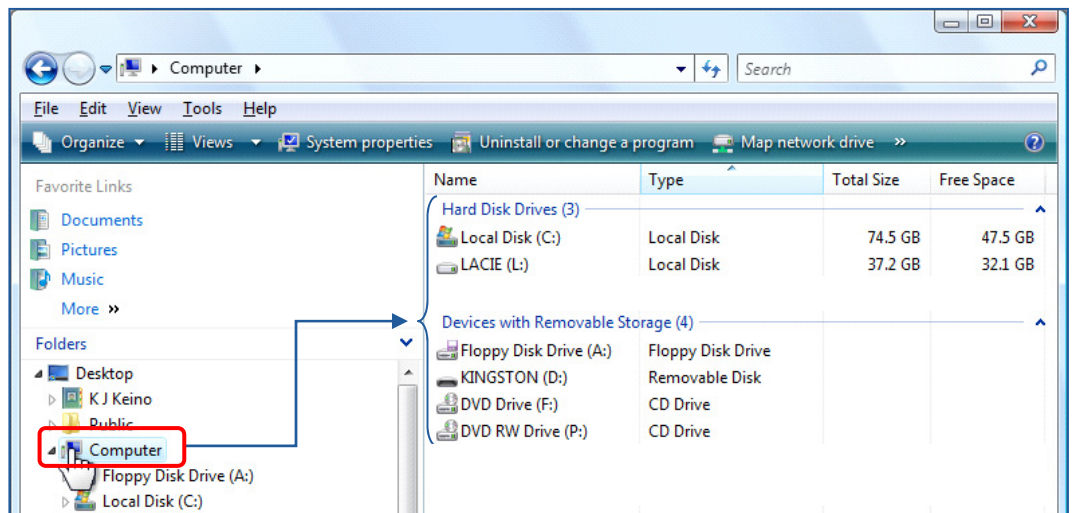 Computer
Search
File Edit View Tools Help
Organize Views System properties Uninstall or change a program Map network drive »
Favorite Links
Documents
Pictures
Music
More »
Folders
Desktop
K J Keino
Public
Computer
Floppy Disk Drive (A:)
Local Disk (C:)
Name Type Total Size Free Space
Hard Disk Drives (3)
Local Disk (C:) Local Disk 74.5 GB 47.5 GB
LACIE (L:) Local Disk 37.2 GB 32.1 GB
Devices with Removable Storage (4)
Floppy Disk Drive (A:) Floppy Disk Drive
KINGSTON (D:) Removable Disk
DVD Drive (F:) CD Drive
DVD RW Drive (P:) CD Drive